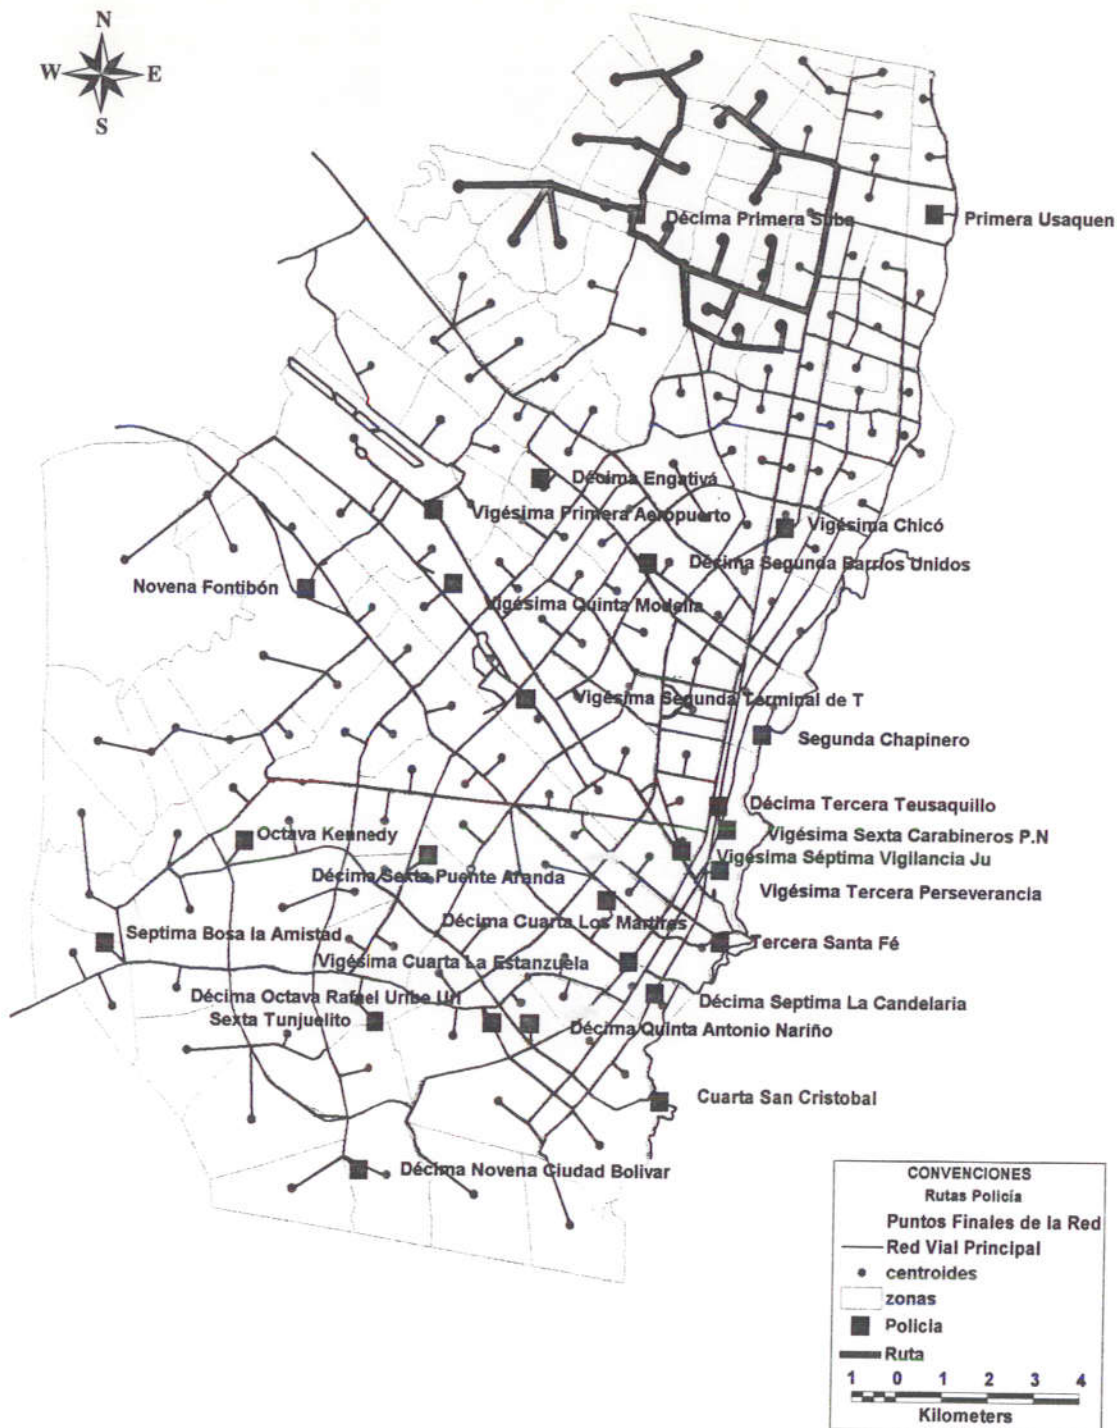 N
W E
S
Décima Primera Suba
Primera Usaquen
Décima Engativá
Vigésima Primera Aeropuerto
Vigésima Chicó
Décima Segunda Barrios Unidos
Novena Fontibón
Vigésima Quinta Modelia
Vigésima Segunda Terminal de T
Segunda Chapinero
Décima Tercera Teusaquillo
Octava Kennedy
Vigésima Sexta Carabineros P.N
Vigésima Séptima Vigilancia Ju
Décima Sexta Puente Aranda
Vigésima Tercera Perseverancia
Décima Cuarta Los Martires
Septima Bosa la Amistad
Tercera Santa Fé
Vigésima Cuarta La Estanzuela
Décima Octava Rafael Uribe Uri
Décima Septima La Candelaria
Sexta Tunjuelito
Décima Quinta Antonio Nariño
Cuarta San Cristobal
Décima Novena Ciudad Bolivar
CONVENCIONES
Rutas Policía
Puntos Finales de la Red
Red Vial Principal
centroides
zonas
Policia
Ruta
1 0 1 2 3 4
Kilometers